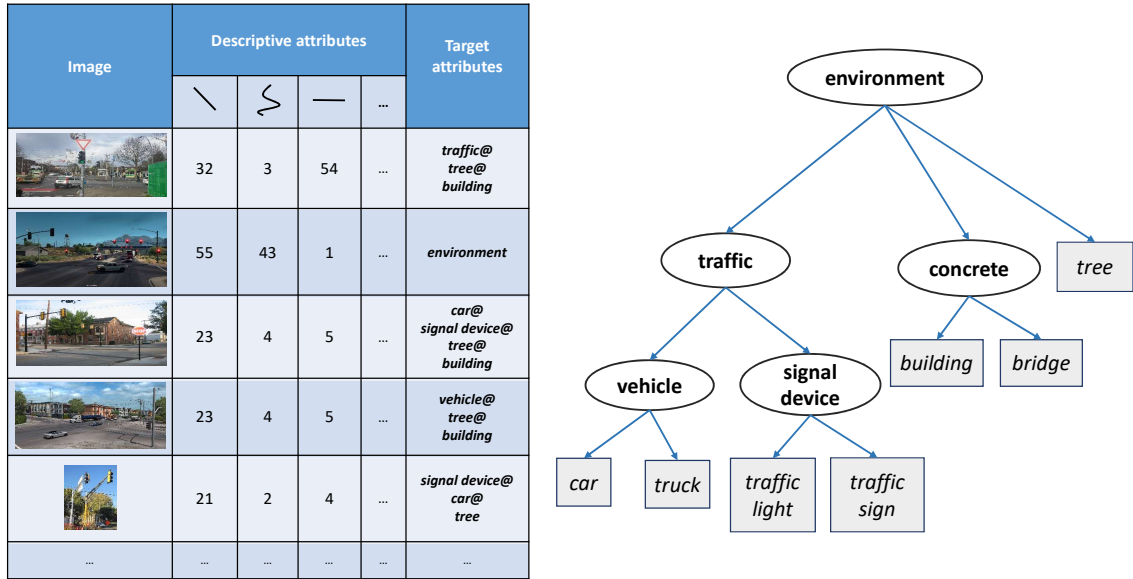 Image
Descriptive attributes
Target
attributes
...
traffic@
tree@
building
32
3
54
...
environment
55
43
1
...
car@
signal device@
tree@
building
23
4
5
...
vehicle@
tree@
building
23
4
5
...
signal device@
car@
tree
21
2
4
...
...
...
...
...
...
...
environment
traffic
concrete
tree
vehicle
signal
device
building
bridge
car
truck
traffic
light
traffic
sign